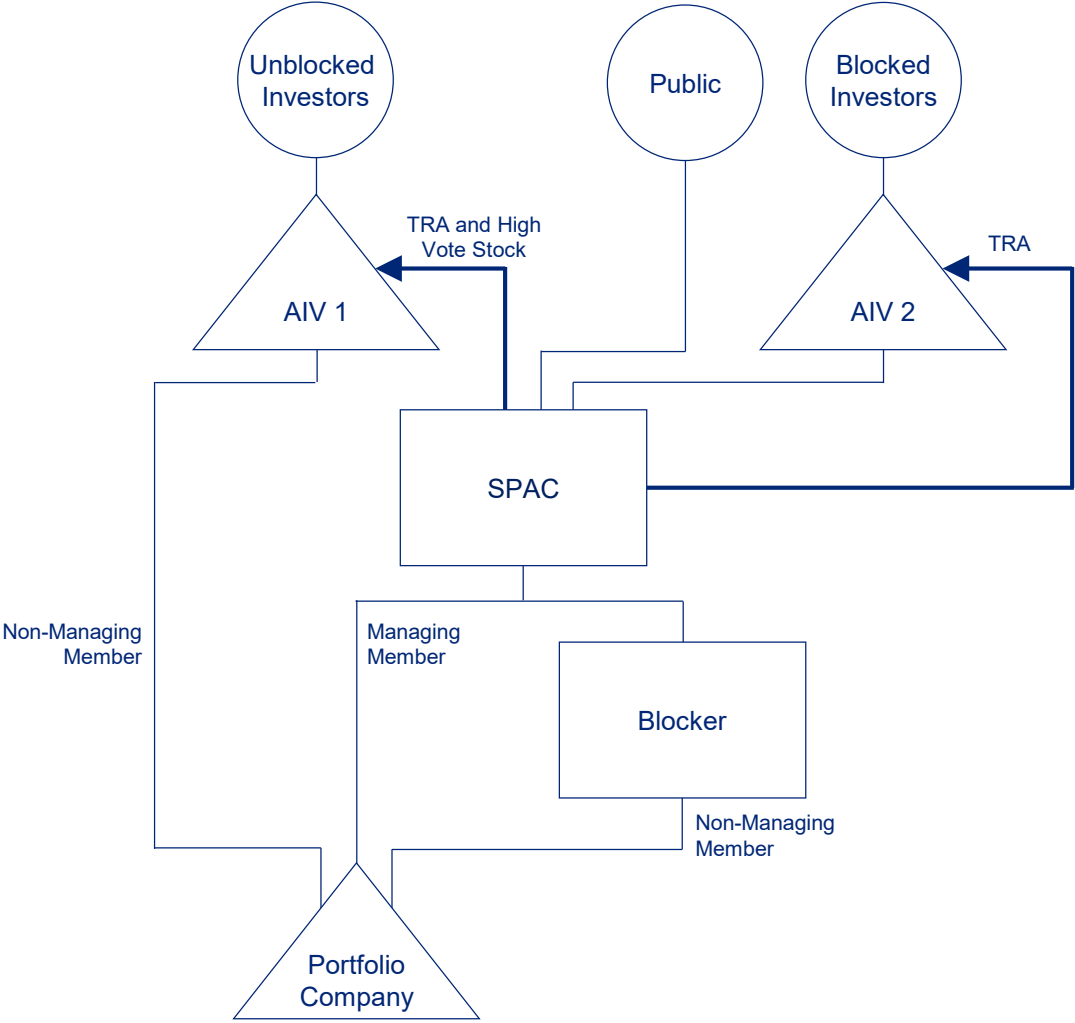 Unblocked
Investors
Public
Blocked
Investors
TRA and High
Vote Stock
TRA
AIV 1
AIV 2
SPAC
Non-Managing
Member
Managing
Member
Blocker
Non-Managing
Member
Portfolio
Company